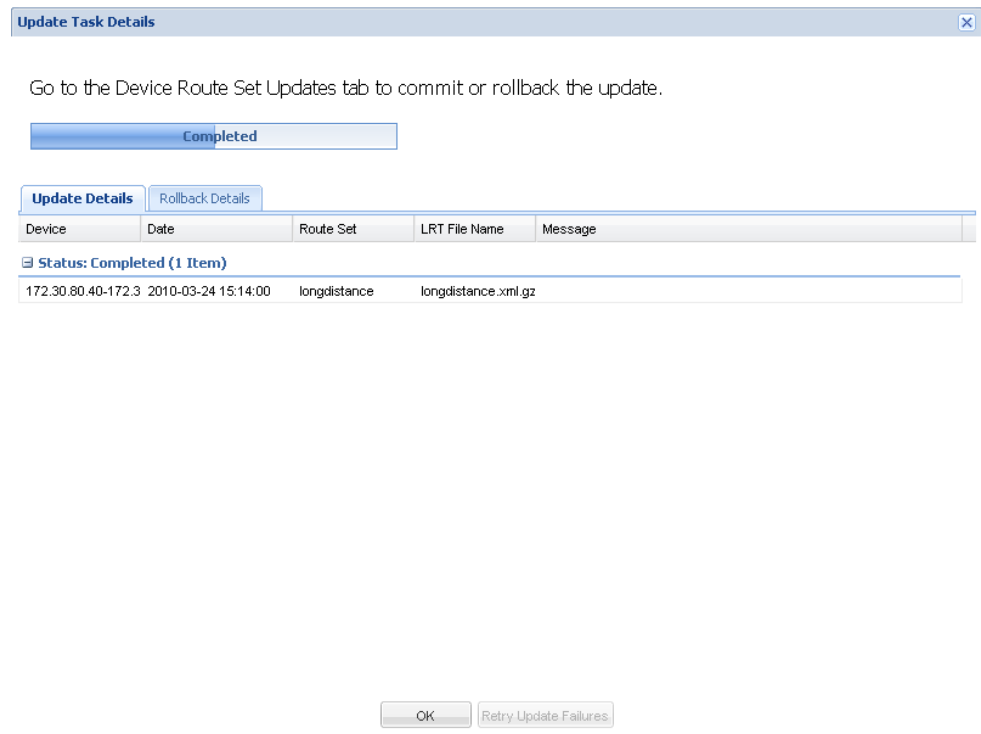 Update Task Details
Go to the Device Route Set Updates tab to commit or rollback the update.
Completed
Update Details Rollback Details
Device Date Route Set LRT File Name Message
Status: Completed (1 Item)
172.30.80.40-172.3 2010-03-24 15:14:00 longdistance longdistance.xml.gz
OK Retry Update Failures